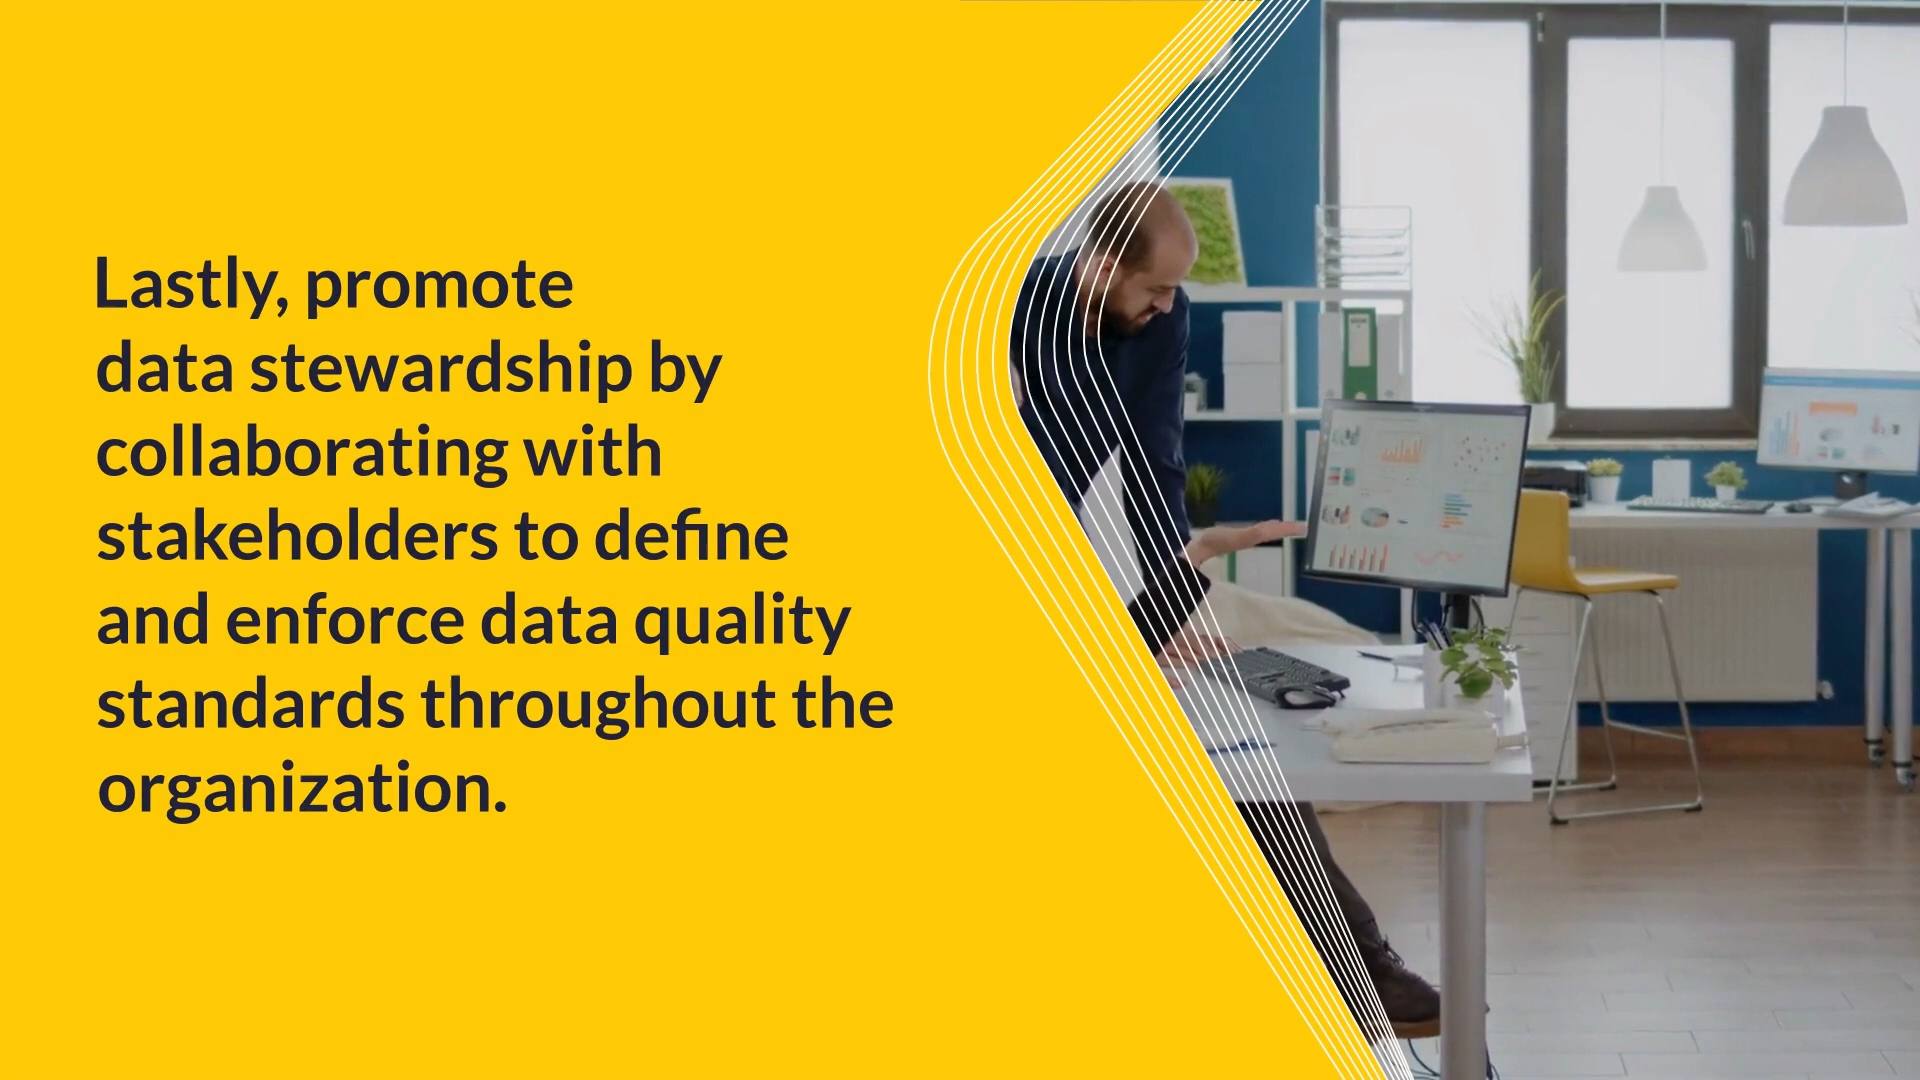 Lastly, promote
data stewardship by
collaborating with
stakeholders to define
and enforce data quality
standards throughout the
organization.